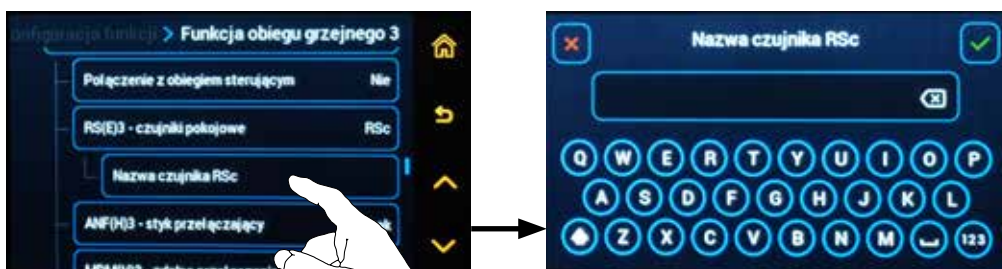 > Funkcja obiegu grzejnego 3
Połączenie z obiegiem sterującym Nie
RS(E)3 - czujniki pokojowe RSc
Nazwa czujnika RSc
ANF(H)3 - styk przełączający
Nazwa czujnika RSc
Q W E R T Y U I O P
A S D F G H J K L
Z X C V B N M 123